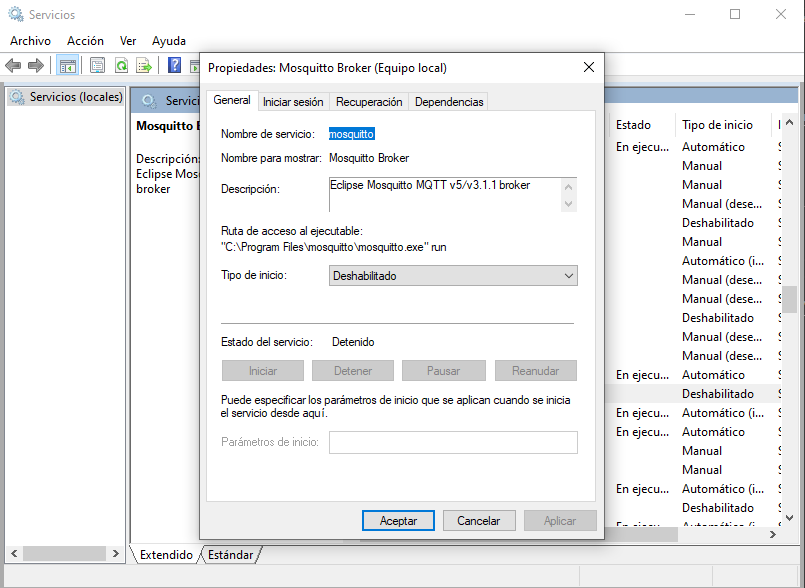 Servicios
Archivo Acción Ver Ayuda
Servicios (locales)
Servici
Mosquitto B
Descripción:
Eclipse Mos
broker
Propiedades: Mosquitto Broker (Equipo local)
General Iniciar sesión Recuperación Dependencias
Nombre de servicio: mosquitto
Nombre para mostrar: Mosquitto Broker
Descripción: Eclipse Mosquitto MQTT v5/v3.1.1 broker
Ruta de acceso al ejecutable:
"C:\Program Files\mosquitto\mosquitto.exe" run
Tipo de inicio: Deshabilitado
Estado del servicio: Detenido
Iniciar Detener Pausar Reanudar
Puede especificar los parámetros de inicio que se aplican cuando se inicia
el servicio desde aquí.
Parámetros de inicio:
Aceptar Cancelar Aplicar
Estado Tipo de inicio
En ejecu... Automático
Manual
Manual
Manual (dese...
Deshabilitado
Manual
Automático (i...
Manual (dese...
Manual (dese...
Deshabilitado
Manual (dese...
Manual (dese...
En ejecu... Automático
Deshabilitado
En ejecu... Automático (i...
En ejecu... Automático
Manual
Manual
En ejecu... Automático (i...
Deshabilitado
En ejecu... Automático (i...
Extendido Estándar